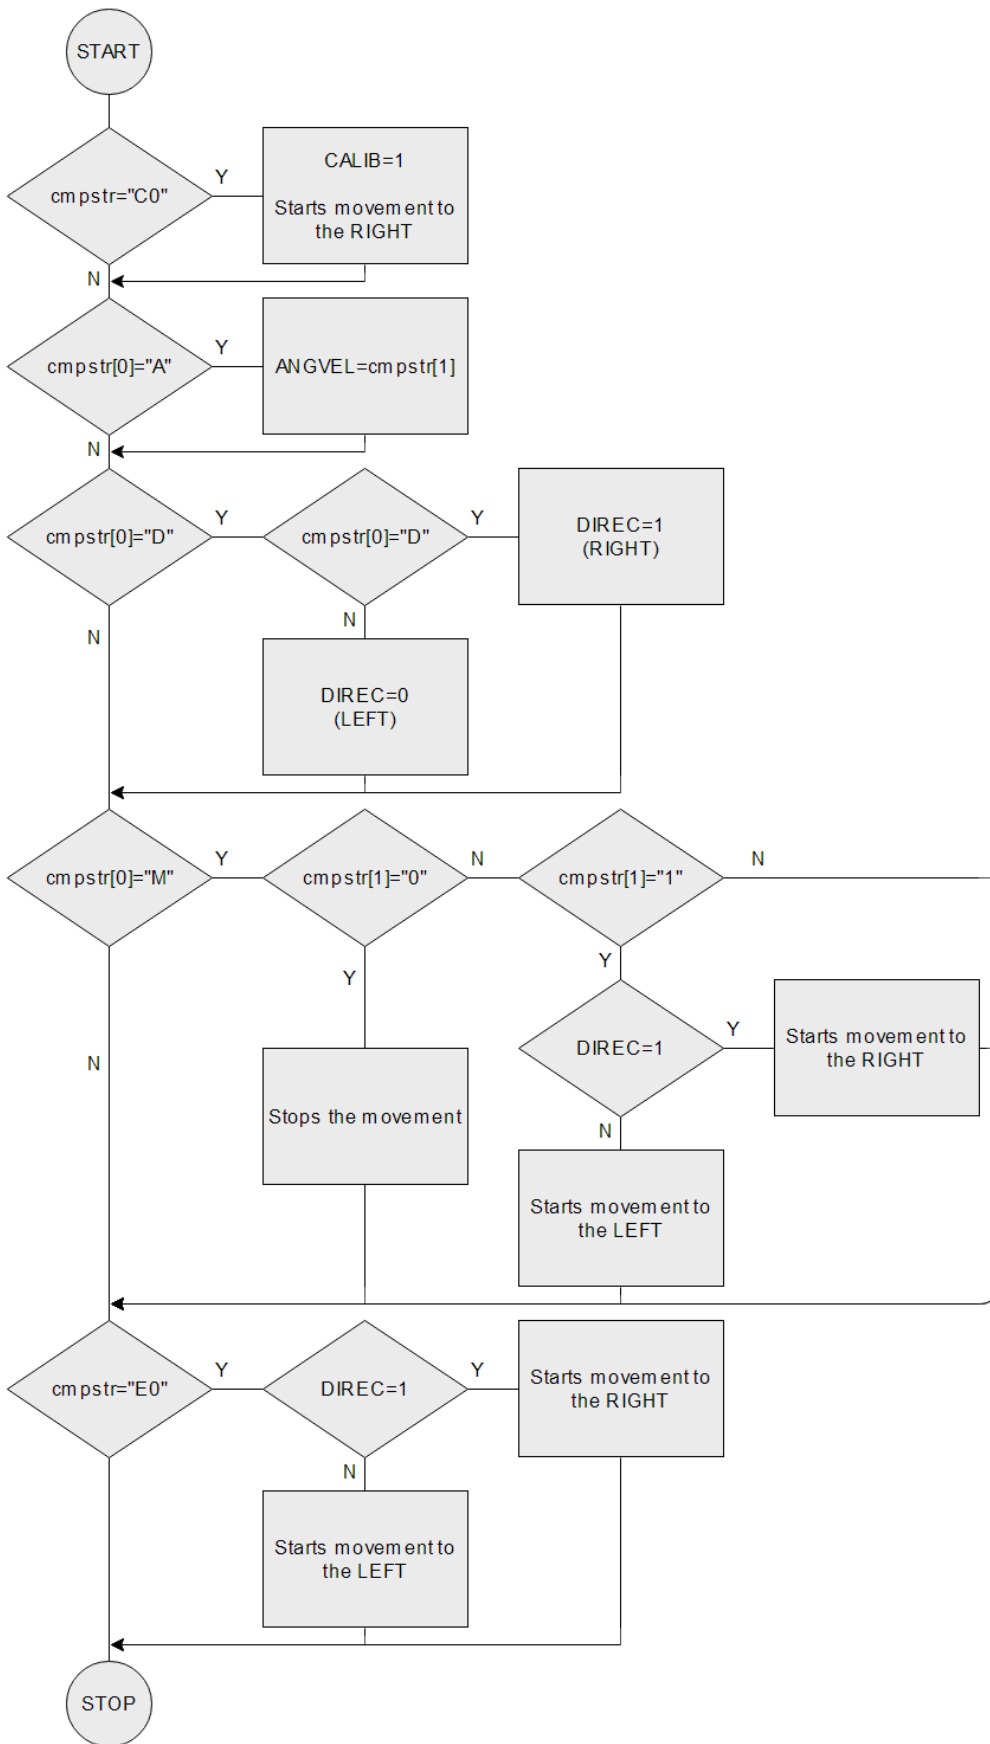 START
cmpstr="C0"
Y
CALIB=1
Starts movement to
the RIGHT
N
cmpstr[0]="A"
Y
ANGVEL=cmpstr[1]
N
cmpstr[0]="D"
Y
cmpstr[0]="D"
Y
DIREC=1
(RIGHT)
N
N
DIREC=0
(LEFT)
cmpstr[0]="M"
Y
cmpstr[1]="0"
N
cmpstr[1]="1"
N
Y
Y
N
DIREC=1
Y
Starts movement to
the RIGHT
Stops the movement
N
Starts movement to
the LEFT
cmpstr="E0"
Y
DIREC=1
Y
Starts movement to
the RIGHT
N
Starts movement to
the LEFT
STOP